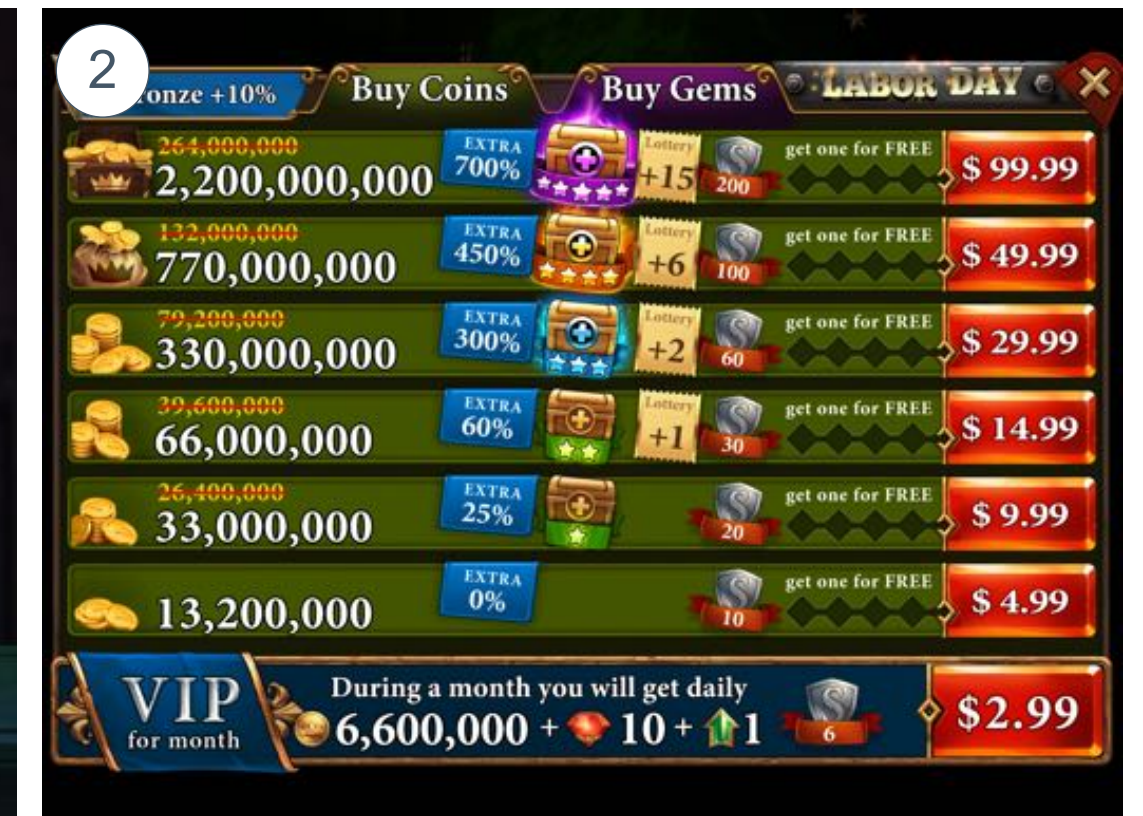 2
onze +10%
Buy Coins
Buy Gems
LABOR DAY
264,000,000
2,200,000,000
EXTRA
700%
Lottery
+15
200
get one for FREE
$ 99.99
132,000,000
770,000,000
EXTRA
450%
Lottery
+6
100
get one for FREE
$ 49.99
79,200,000
330,000,000
EXTRA
300%
Lottery
+2
60
get one for FREE
$ 29.99
39,600,000
66,000,000
EXTRA
60%
Lottery
+1
30
get one for FREE
$ 14.99
26,400,000
33,000,000
EXTRA
25%
20
get one for FREE
$ 9.99
13,200,000
EXTRA
0%
10
get one for FREE
$ 4.99
VIP
for month
During a month you will get daily
6,600,000 + 10 + 1
6
$2.99